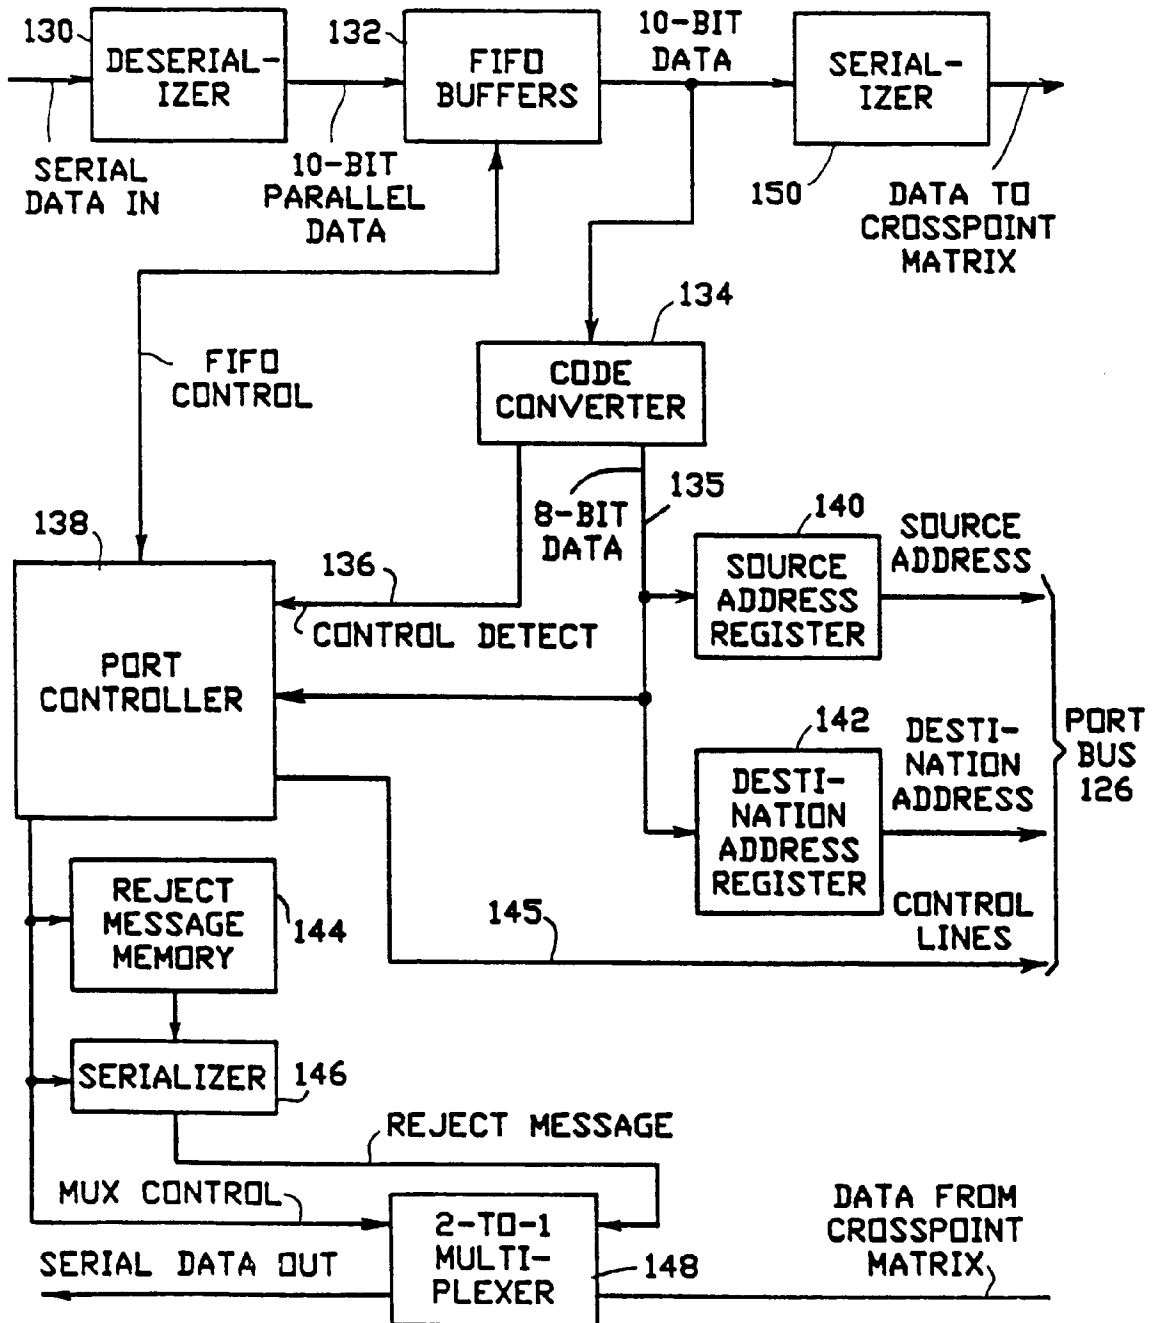 130
DESERIAL-
IZER
132
FIFO
BUFFERS
10-BIT
DATA
SERIAL-
IZER
SERIAL
DATA IN
10-BIT
PARALLEL
DATA
150
DATA TO
CROSSPOINT
MATRIX
134
CODE
CONVERTER
FIFO
CONTROL
8-BIT
DATA
135
138
136
CONTROL DETECT
PORT
CONTROLLER
140
SOURCE
ADDRESS
REGISTER
SOURCE
ADDRESS
142
DESTI-
NATION
ADDRESS
REGISTER
DESTI-
NATION
ADDRESS
PORT
BUS
126
CONTROL
LINES
145
REJECT
MESSAGE
MEMORY
144
SERIALIZER
146
REJECT MESSAGE
MUX CONTROL
2-TO-1
MULTI-
PLEXER
148
DATA FROM
CROSSPOINT
MATRIX
SERIAL DATA OUT